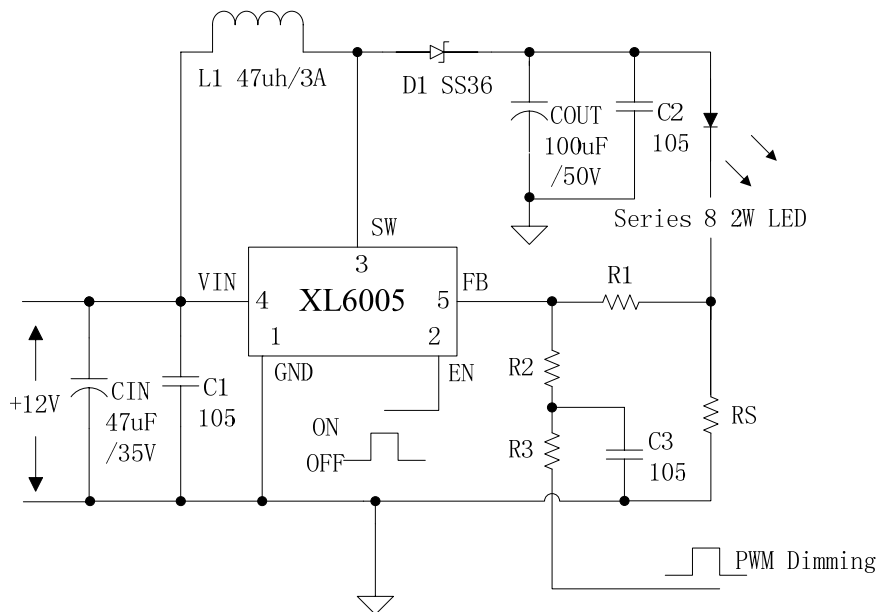 L1 47uh/3A
D1 SS36
COUT
100uF
/50V
C2
105
Series 8 2W LED
SW
3
VIN
4
XL6005
5
FB
1
2
GND
EN
R1
R2
R3
RS
+12V
CIN
47uF
/35V
C1
105
ON
OFF
C3
105
PWM Dimming